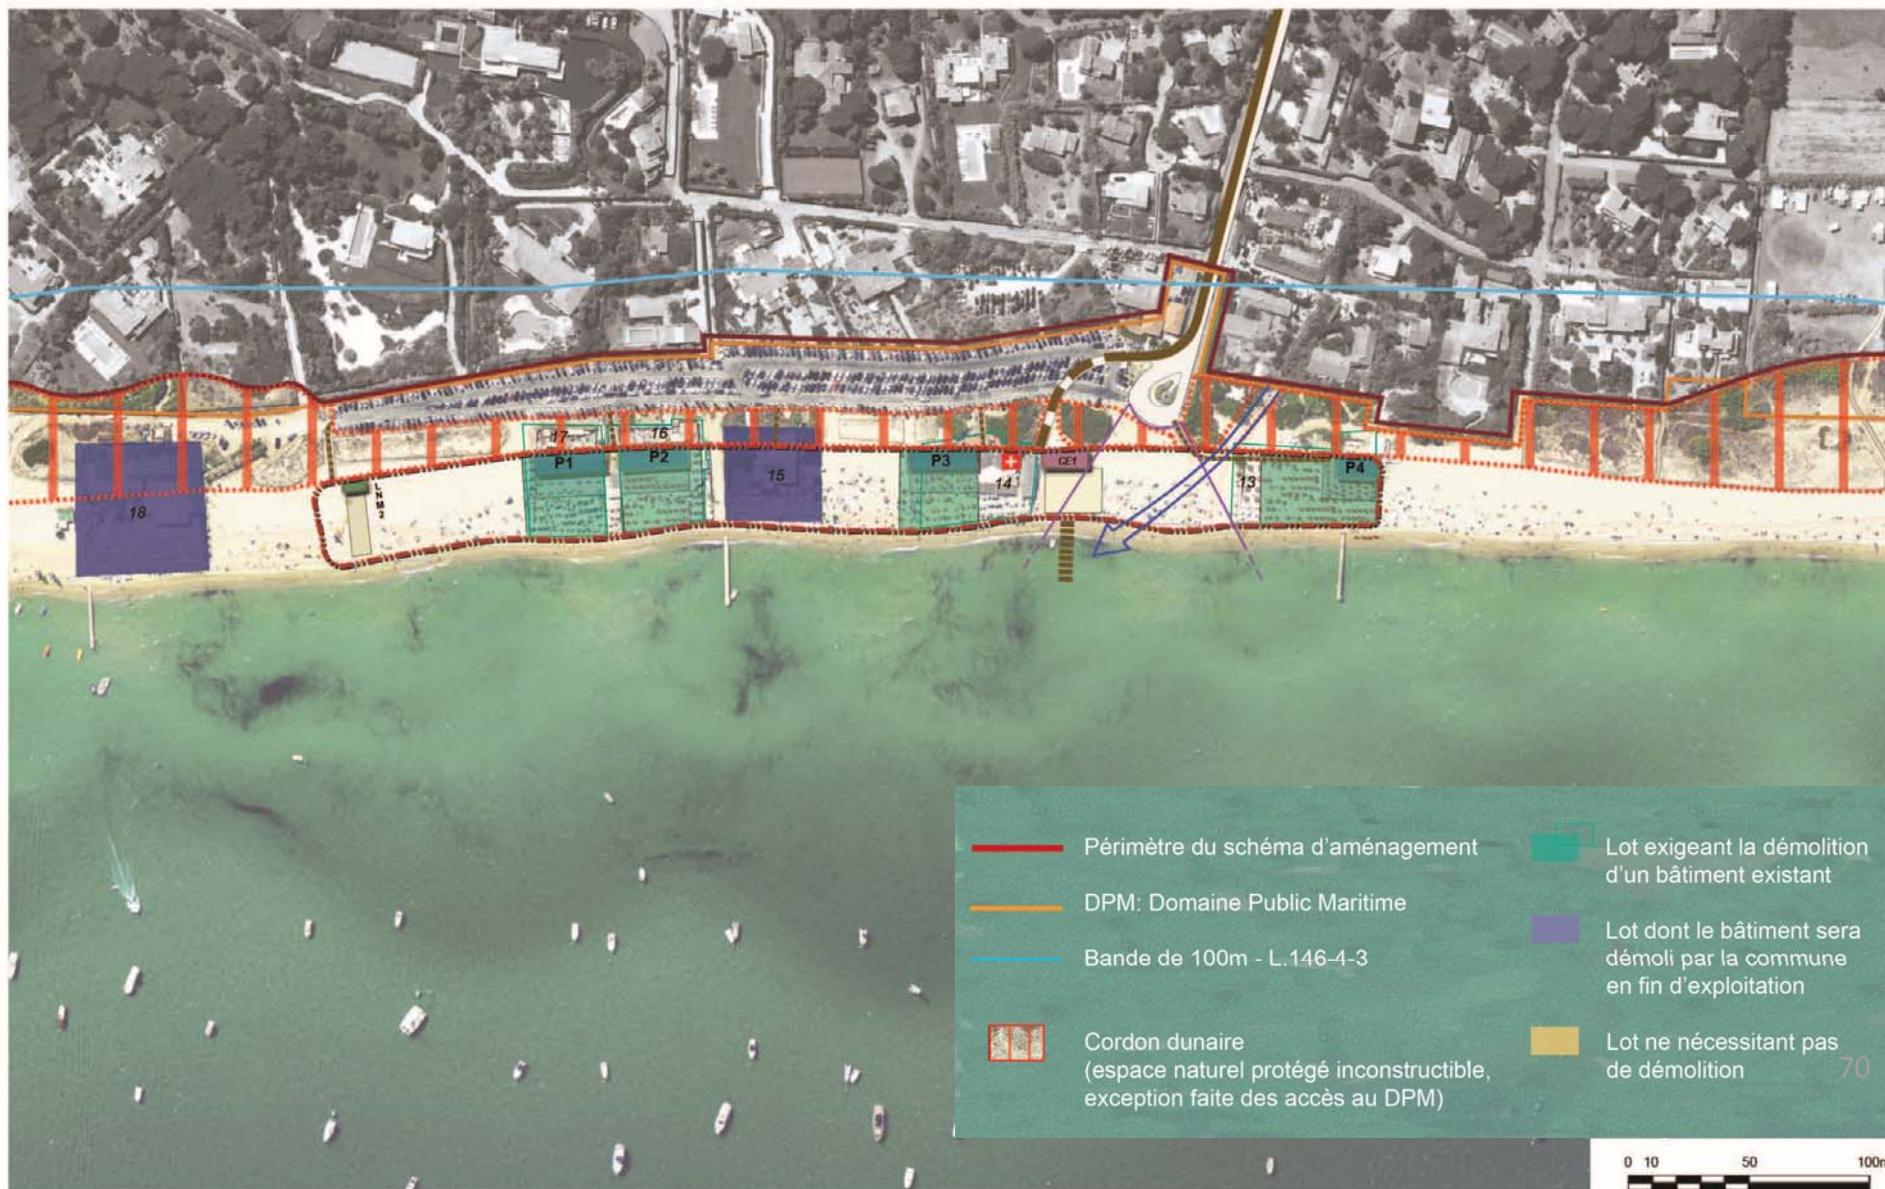 17
16
P1
P2
P3
P4
15
14
CE1
13
18
LNM2
Périmètre du schéma d'aménagement
DPM: Domaine Public Maritime
Bande de 100m - L.146-4-3
Cordon dunaire
(espace naturel protégé inconstructible,
exception faite des accès au DPM)
Lot exigeant la démolition
d'un bâtiment existant
Lot dont le bâtiment sera
démoli par la commune
en fin d'exploitation
Lot ne nécessitant pas
de démolition
70
0 10 50 100m